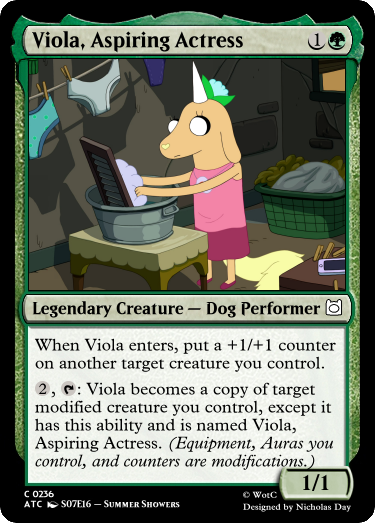 Viola, Aspiring Actress 1
Legendary Creature — Dog Performer
When Viola enters, put a +1/+1 counter
on another target creature you control.
2, : Viola becomes a copy of target
modified creature you control, except it
has this ability and is named Viola,
Aspiring Actress. (Equipment, Auras you
control, and counters are modifications.)
1/1
C 0236
ATC S07E16 – Summer Showers
© WotC
Designed by Nicholas Day